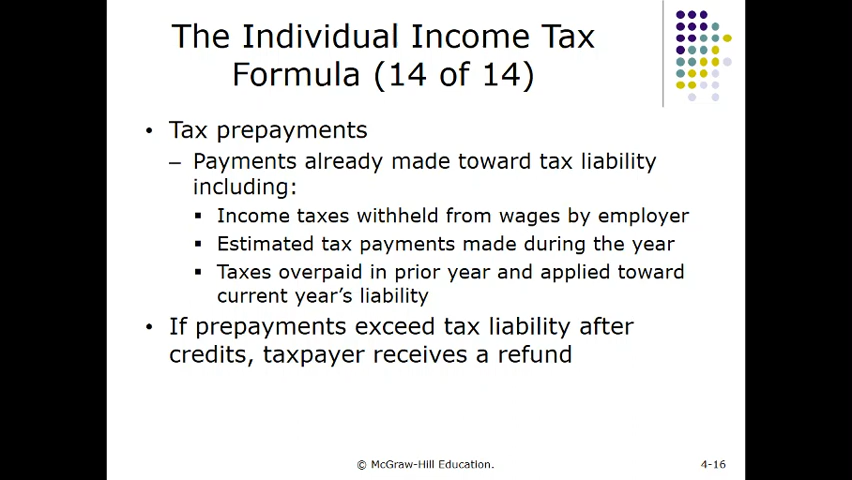 The Individual Income Tax
Formula (14 of 14)
• Tax prepayments
– Payments already made toward tax liability
including:
▪ Income taxes withheld from wages by employer
▪ Estimated tax payments made during the year
▪ Taxes overpaid in prior year and applied toward
current year's liability
• If prepayments exceed tax liability after
credits, taxpayer receives a refund
© McGraw-Hill Education.
4-16